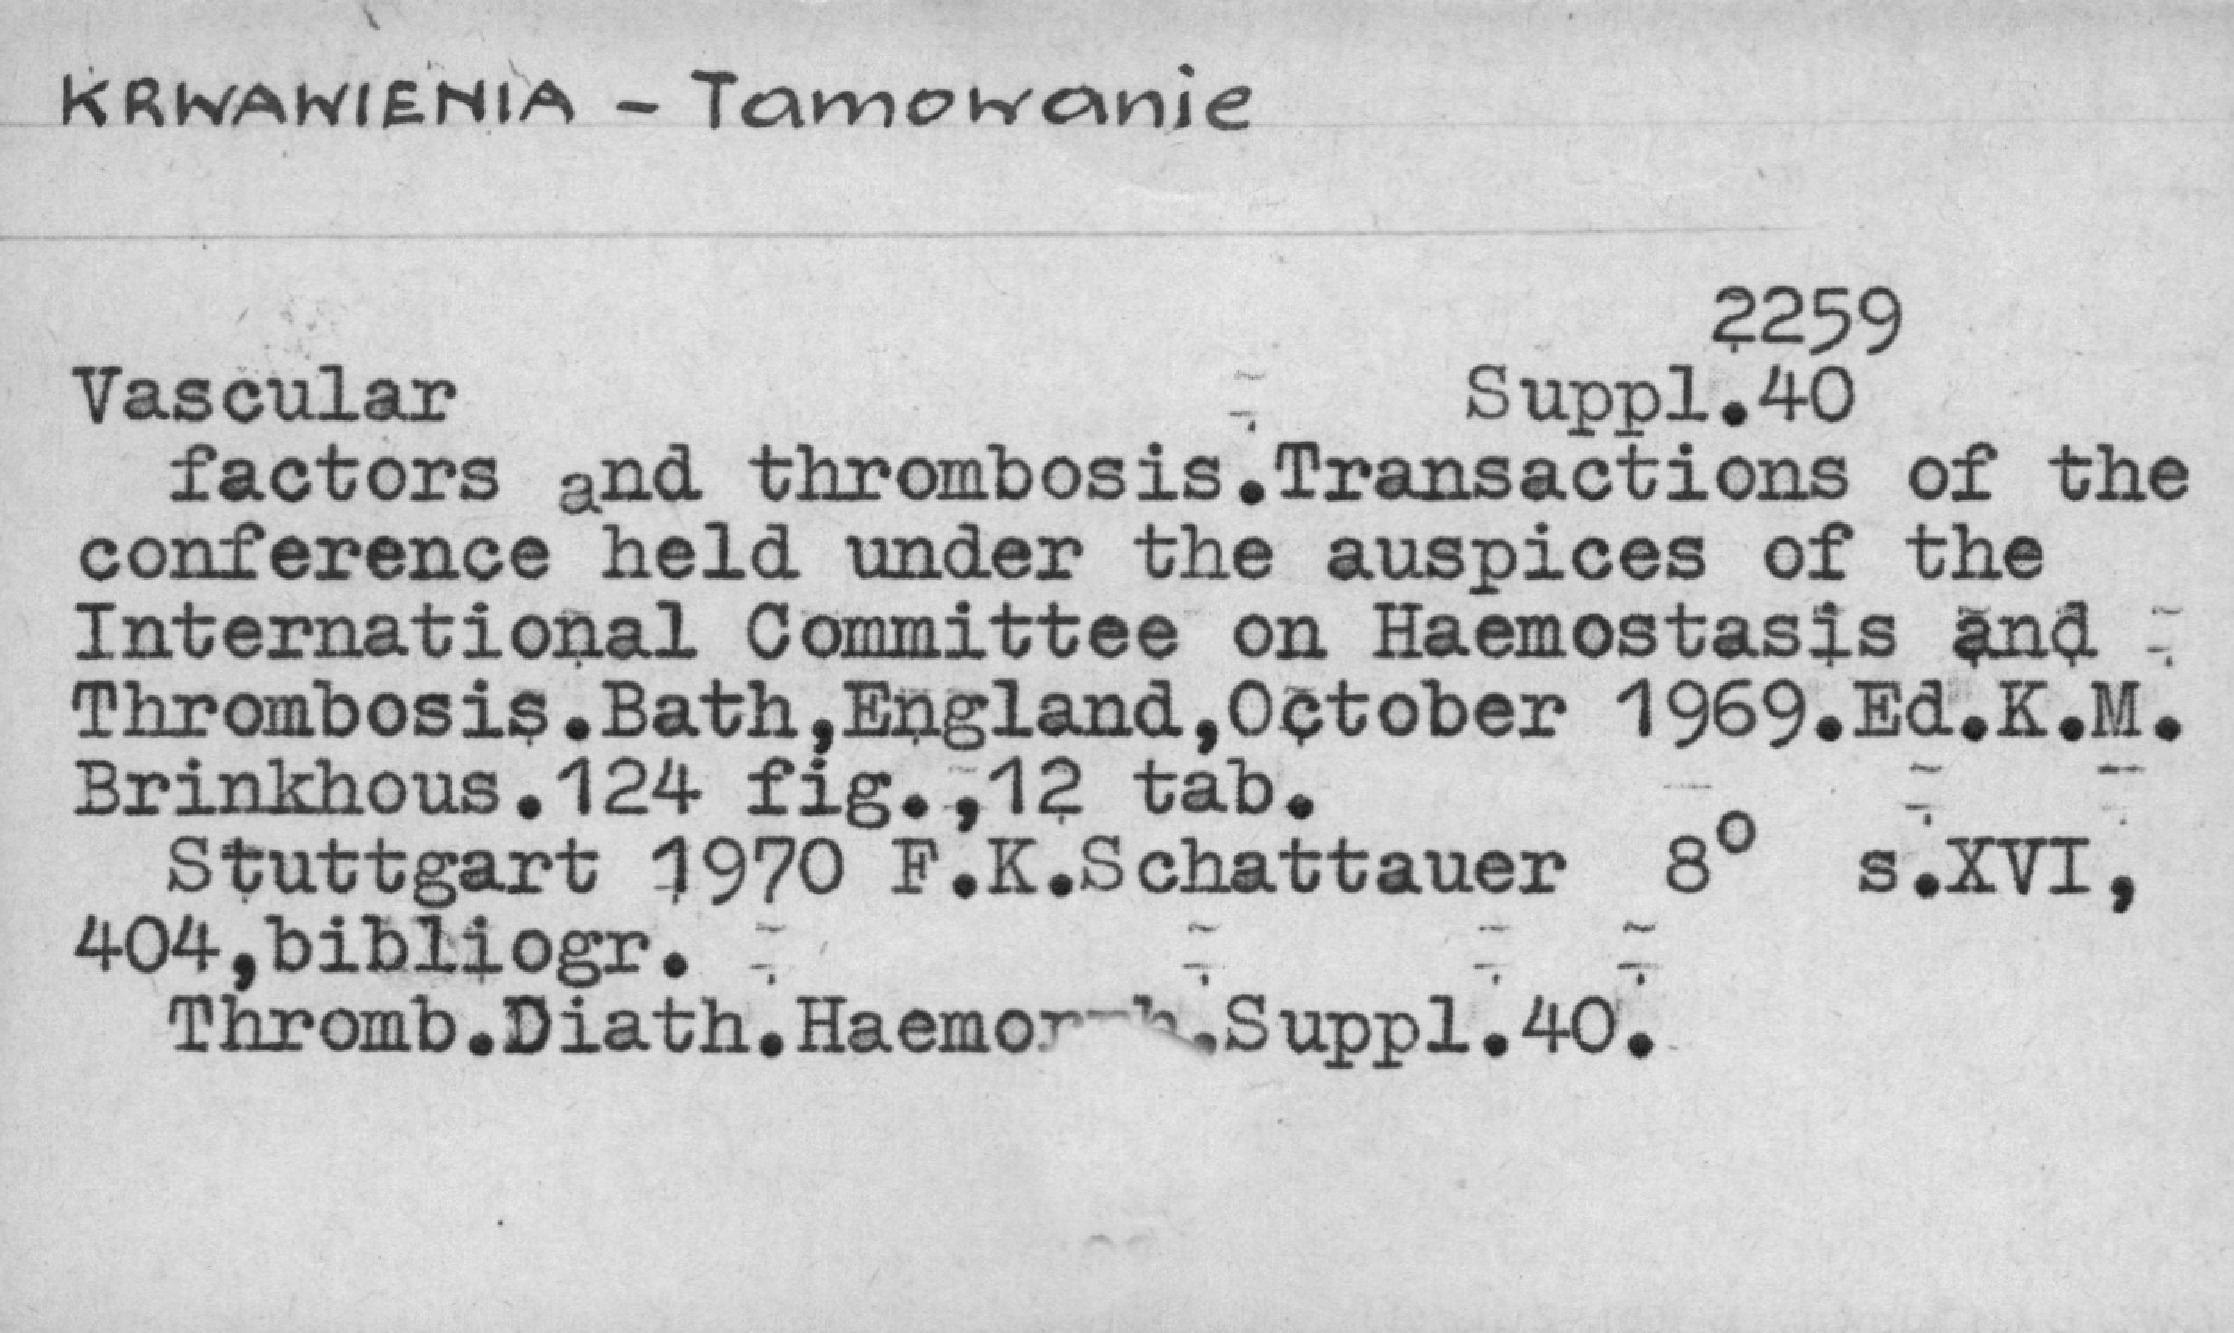 KRWAWIENIA - Tamowanie
2259
Vascular Suppl.40
factors and thrombosis.Transactions of the
conference held under the auspices of the
International Committee on Haemostasis and
Thrombosis.Bath,England,October 1969.Ed.K.M.
Brinkhous.124 fig.,12 tab.
Stuttgart 1970 F.K.Schattauer 8° s.XVI,
404,bibliogr.
Thromb.Diath. Suppl.40.